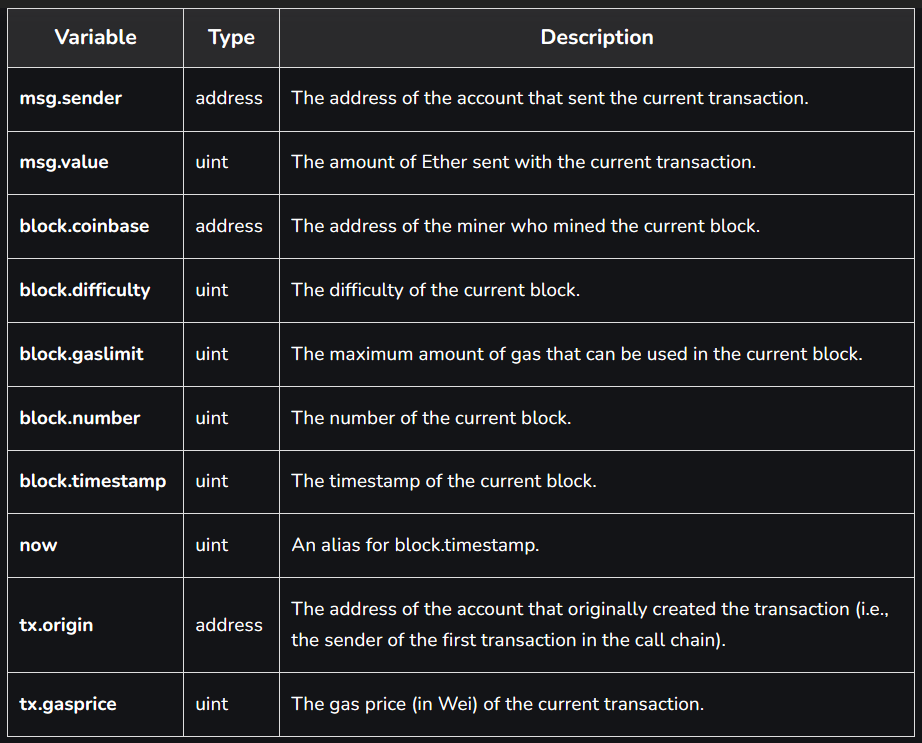 Variable Type Description
msg.sender address The address of the account that sent the current transaction.
msg.value uint The amount of Ether sent with the current transaction.
block.coinbase address The address of the miner who mined the current block.
block.difficulty uint The difficulty of the current block.
block.gaslimit uint The maximum amount of gas that can be used in the current block.
block.number uint The number of the current block.
block.timestamp uint The timestamp of the current block.
now uint An alias for block.timestamp.
tx.origin address The address of the account that originally created the transaction (i.e.,
the sender of the first transaction in the call chain).
tx.gasprice uint The gas price (in Wei) of the current transaction.